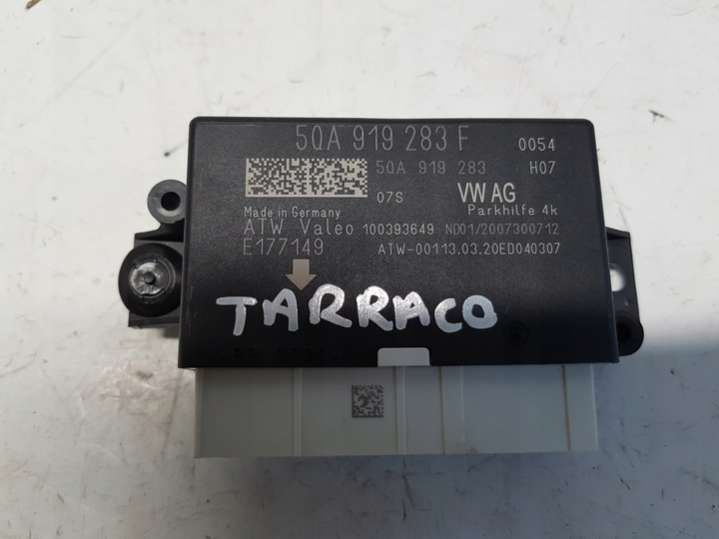 5QA 919 283 F 0054
5QA 919 283 H07
07S VW AG
Made in Germany Parkhilfe 4k
ATW Valeo 100393649 ND01/2007300712
E177149 ATW-00113.03.20ED040307
TARRACO